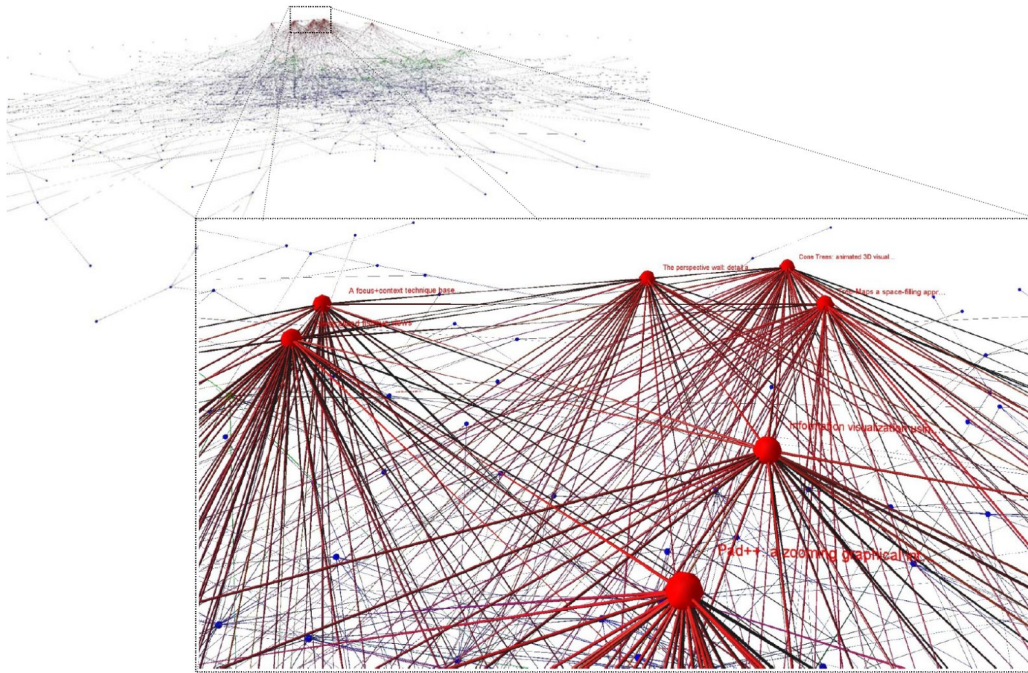 Cone Trees: animated 3D visual...
The perspective wall: detail a
A focus+context technique base
Maps a space-filling appr...
Information visualization usin
Pad++: a zooming graphical int...